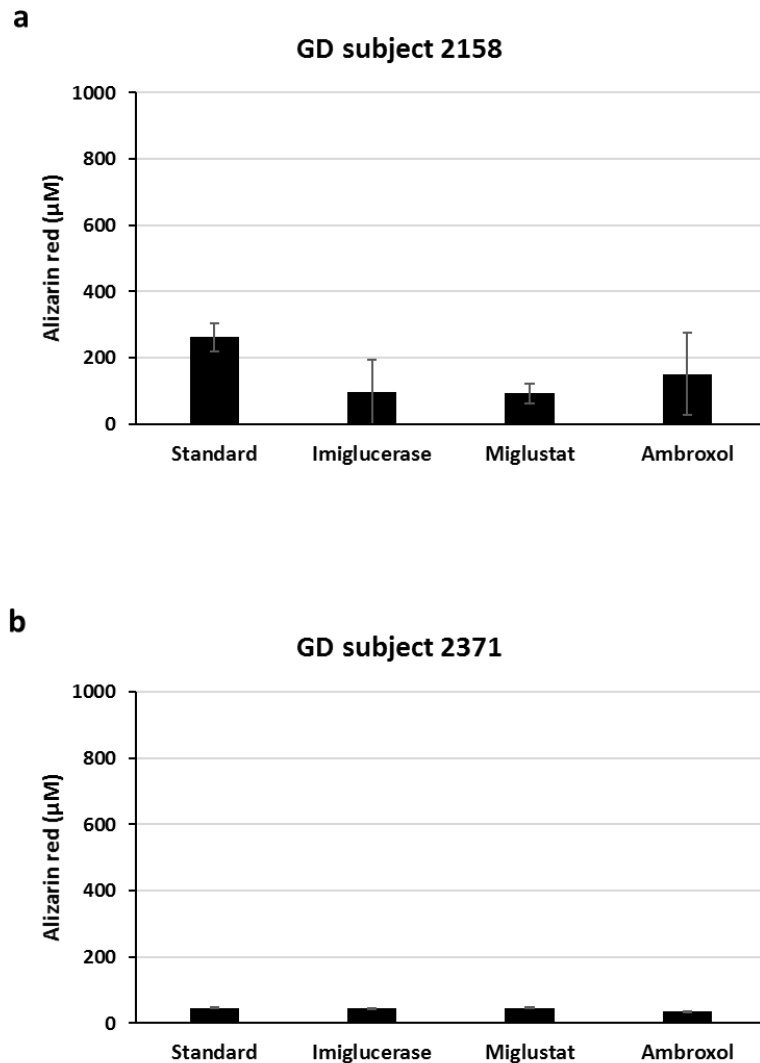 a
GD subject 2158
1000
800
600
400
200
0
Alizarin red (µM)
Standard Imiglucerase Miglustat Ambroxol
b
GD subject 2371
1000
800
600
400
200
0
Alizarin red (µM)
Standard Imiglucerase Miglustat Ambroxol